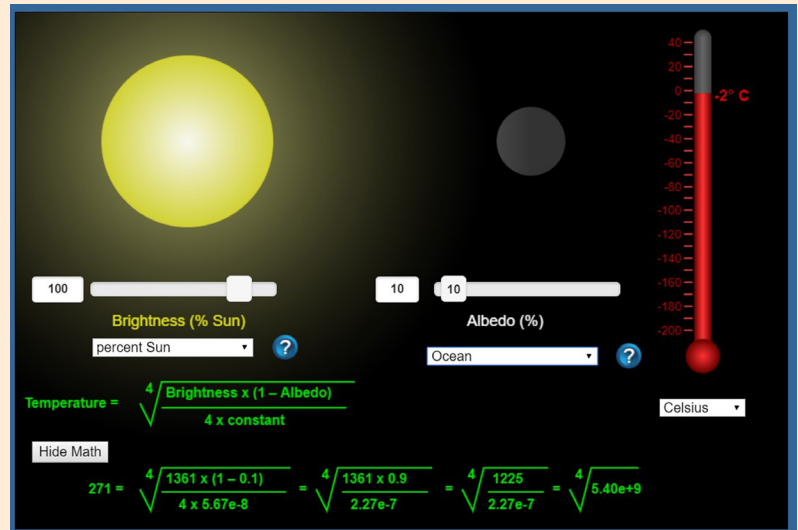 40
20
0
-2° C
-20
-40
-60
-80
-100
-120
-140
-160
-180
-200
100
10
10
Brightness (% Sun)
Albedo (%)
percent Sun
?
Ocean
?
Celsius
Temperature = 4√ Brightness x (1 – Albedo)
4 x constant
Hide Math
271 = 4√ 1361 x (1 – 0.1) = 4√ 1361 x 0.9 = 4√ 1225 = 4√ 5.40e+9
4 x 5.67e-8 2.27e-7 2.27e-7